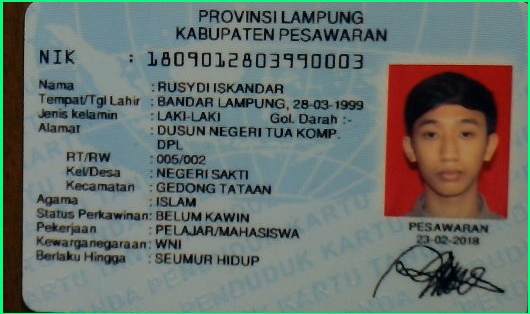 PROVINSI LAMPUNG
KABUPATEN PESAWARAN
NIK : 1809012803990003
Nama : RUSYDI ISKANDAR
Tempat/Tgl Lahir : BANDAR LAMPUNG, 28-03-1999
Jenis kelamin : LAKI-LAKI Gol. Darah :-
Alamat : DUSUN NEGERI TUA KOMP.
DPL
RT/RW : 005/002
Kel/Desa : NEGERI SAKTI
Kecamatan : GEDONG TATAAN
Agama : ISLAM
Status Perkawinan: BELUM KAWIN
Pekerjaan : PELAJAR/MAHASISWA
Kewarganegaraan: WNI
Berlaku Hingga : SEUMUR HIDUP
PESAWARAN
23-02-2018